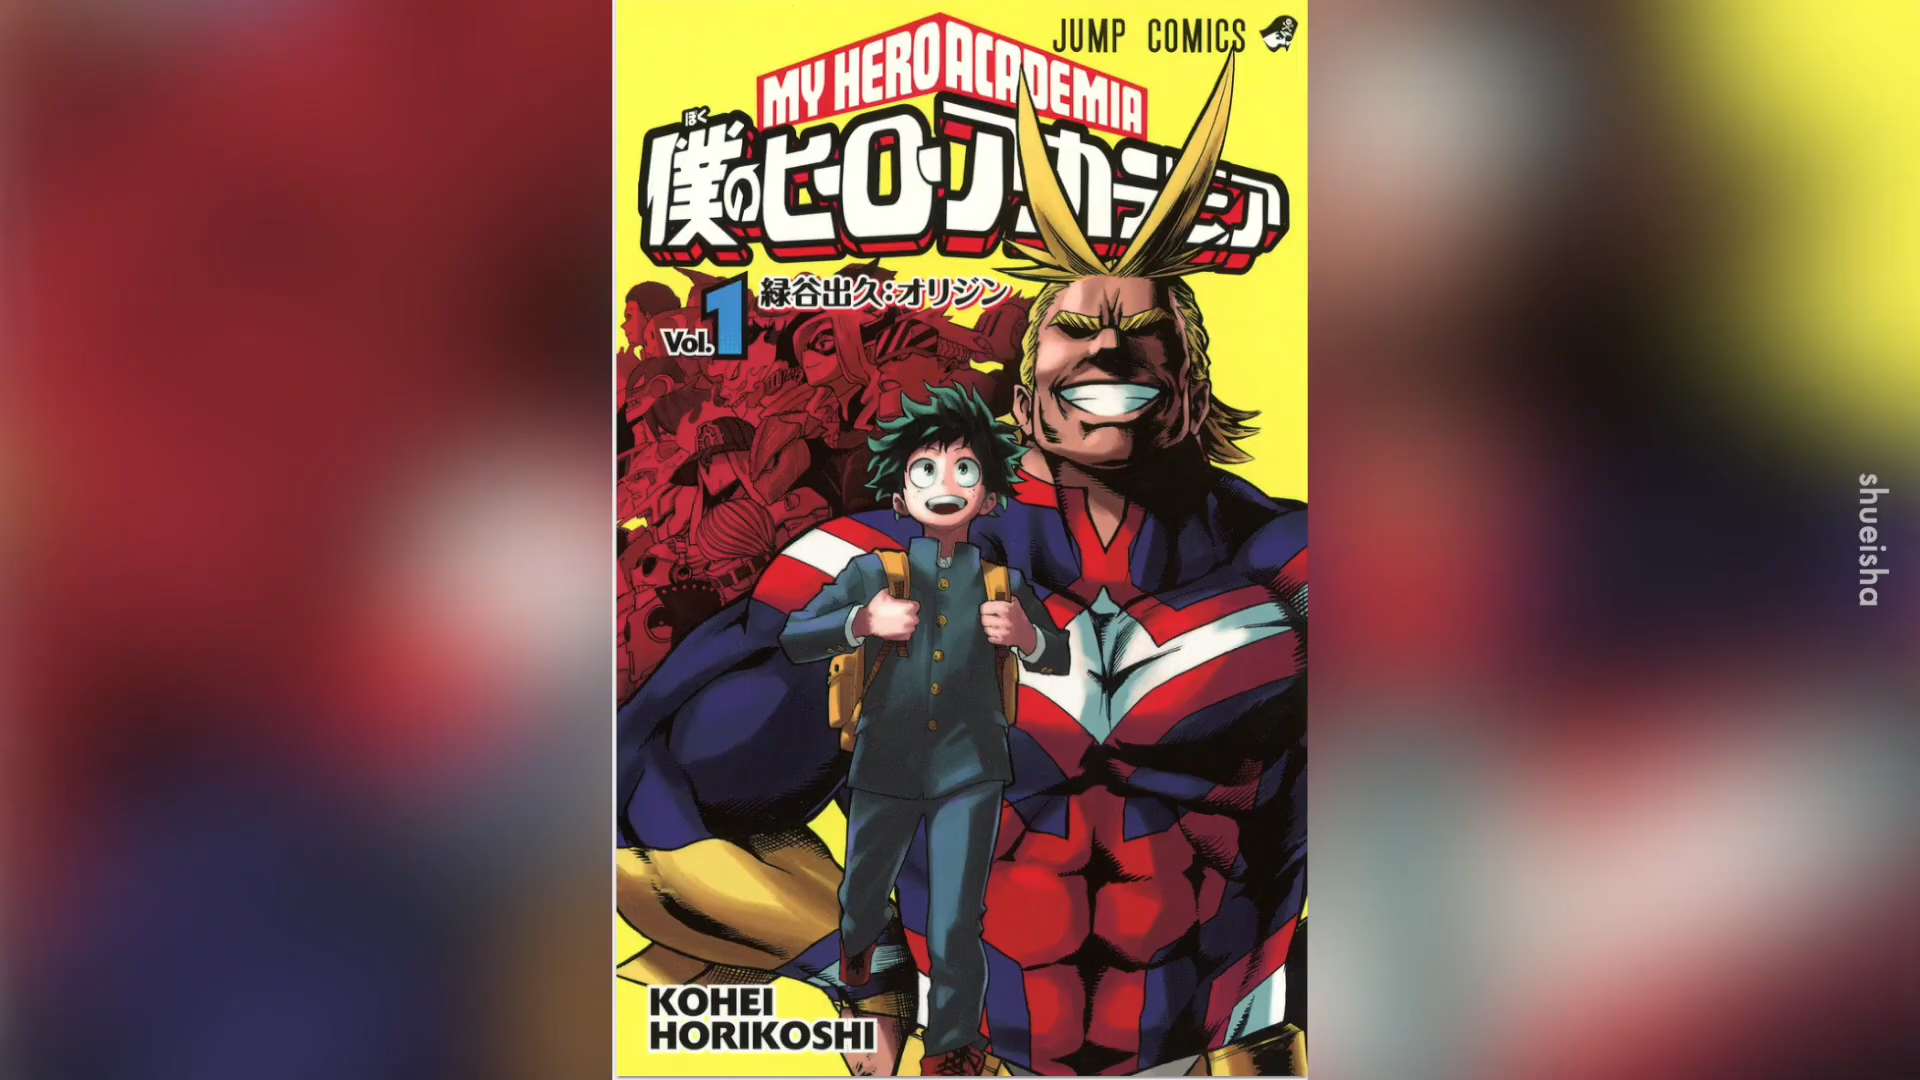 JUMP COMICS
MY HERO ACADEMIA
ぼく
僕のヒーローアカデミア
Vol.1
緑谷出久:オリジン
KOHEI
HORIKOSHI
shueisha